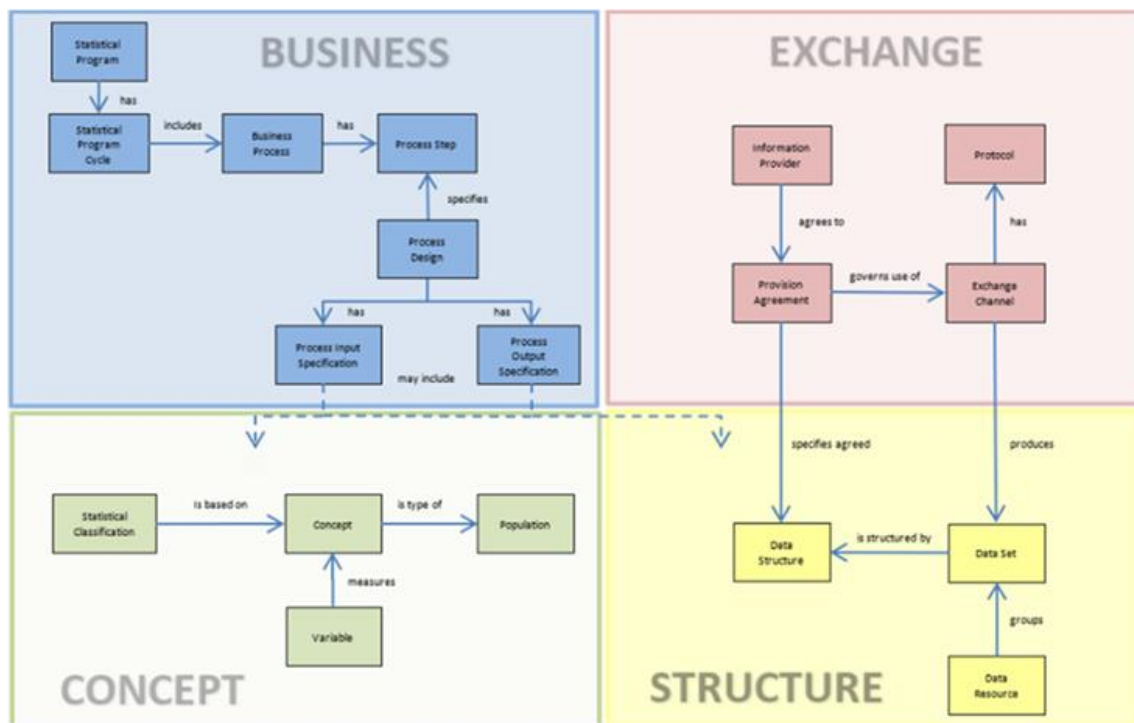 BUSINESS
Statistical
Program
has
Statistical
Program
Cycle
includes
Business
Process
has
Process Step
specifies
Process
Design
has
has
Process Input
Specification
may include
Process
Output
Specification
EXCHANGE
Information
Provider
Protocol
agrees to
has
Provision
Agreement
governs use of
Exchange
Channel
specifies agreed
produces
Statistical
Classification
Is based on
Concept
is type of
Population
measures
Variable
CONCEPT
Data
Structure
is structured by
Data Set
groups
Data
Resource
STRUCTURE